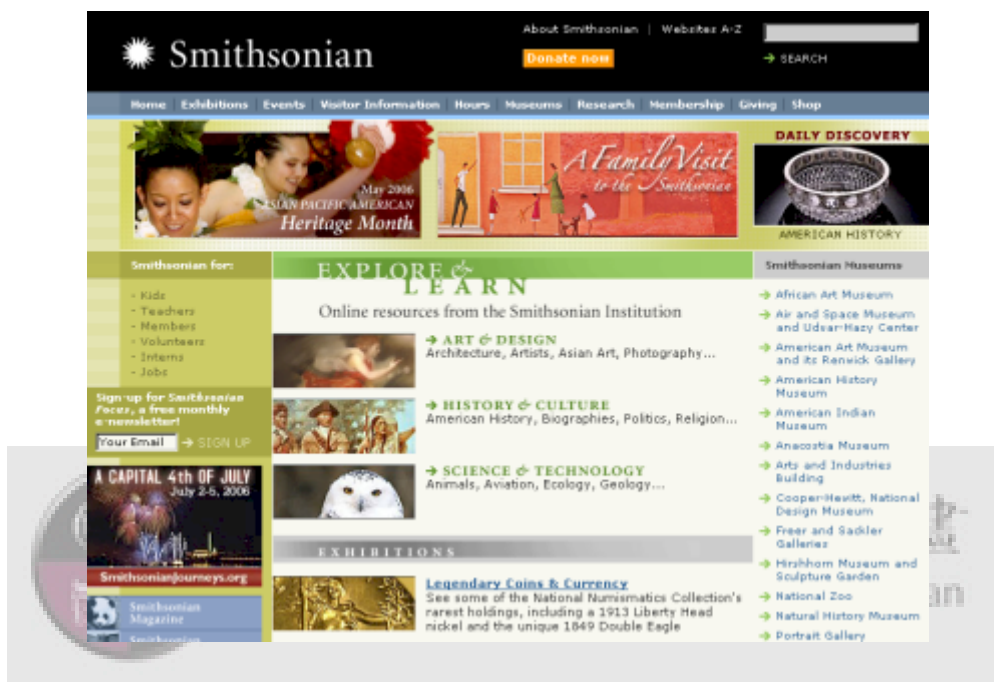 About Smithsonian | Websites A-Z
Smithsonian
Donate now
SEARCH
Home | Exhibitions | Events | Visitor Information | Hours | Museums | Research | Membership | Giving | Shop
May 2006
ASIAN PACIFIC AMERICAN
Heritage Month
A Family Visit
to the Smithsonian
DAILY DISCOVERY
AMERICAN HISTORY
Smithsonian for:
- Kids
- Teachers
- Members
- Volunteers
- Interns
- Jobs
Sign-up for Smithsonian
Focus, a free monthly
e-newsletter!
Your Email
SIGN UP
A CAPITAL 4th OF JULY
July 2-5, 2006
SmithsonianJourneys.org
Smithsonian
Magazine
Smithsonian
EXPLORE &
LEARN
Online resources from the Smithsonian Institution
ART & DESIGN
Architecture, Artists, Asian Art, Photography...
HISTORY & CULTURE
American History, Biographies, Politics, Religion...
SCIENCE & TECHNOLOGY
Animals, Aviation, Ecology, Geology...
EXHIBITIONS
Legendary Coins & Currency
See some of the National Numismatics Collection's
rarest holdings, including a 1913 Liberty Head
nickel and the unique 1849 Double Eagle
Smithsonian Museums
African Art Museum
Air and Space Museum
and Udvar-Hazy Center
American Art Museum
and its Renwick Gallery
American History
Museum
American Indian
Museum
Anacostia Museum
Arts and Industries
Building
Cooper-Hewitt, National
Design Museum
Freer and Sackler
Galleries
Hirshhorn Museum and
Sculpture Garden
National Zoo
Natural History Museum
Portrait Gallery